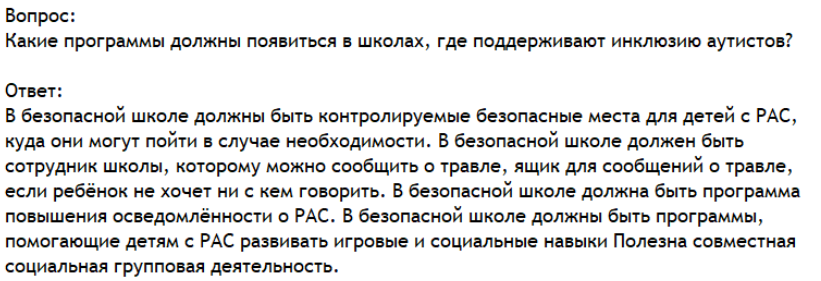 Вопрос:
Какие программы должны появиться в школах, где поддерживают инклюзию аутистов?
Ответ:
В безопасной школе должны быть контролируемые безопасные места для детей с РАС,
куда они могут пойти в случае необходимости. В безопасной школе должен быть
сотрудник школы, которому можно сообщить о травле, ящик для сообщений о травле,
если ребёнок не хочет ни с кем говорить. В безопасной школе должна быть программа
повышения осведомлённости о РАС. В безопасной школе должны быть программы,
помогающие детям с РАС развивать игровые и социальные навыки Полезна совместная
социальная групповая деятельность.